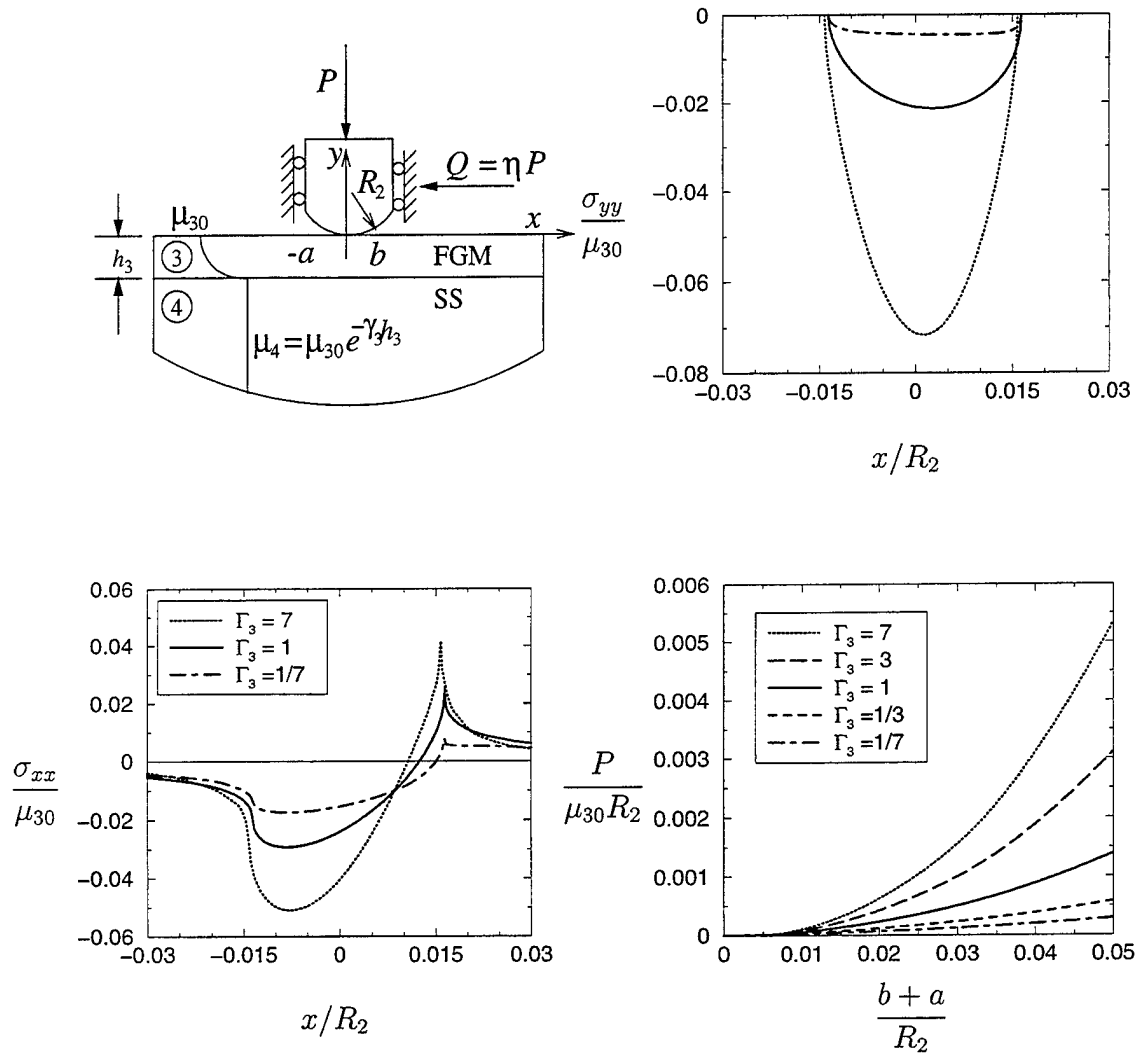 P
y
Q = η P
R₂
μ₃₀
x
h₃
3
-a
b
FGM
4
SS
μ₄=μ₃₀e^{-γ₃h₃}
σyy
μ₃₀
0
−0.02
−0.04
−0.06
−0.08
−0.03
−0.015
0
0.015
0.03
x/R₂
σxx
μ₃₀
0.06
0.04
0.02
0
−0.02
−0.04
−0.06
Γ₃ = 7
Γ₃ = 1
Γ₃ =1/7
−0.03
−0.015
0
0.015
0.03
x/R₂
P
μ₃₀R₂
0.006
0.005
0.004
0.003
0.002
0.001
0
Γ₃ = 7
Γ₃ = 3
Γ₃ = 1
Γ₃ =1/3
Γ₃ =1/7
0
0.01
0.02
0.03
0.04
0.05
b + a
R₂